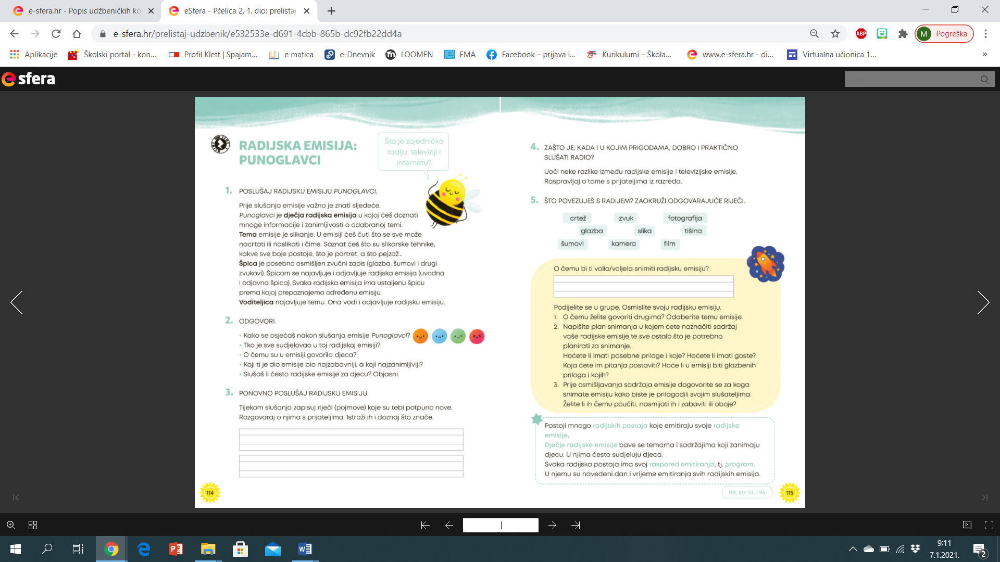 e-sfera.hr - Popis udžbeničkih ko
eSfera - Pčelica 2, 1. dio: prelistaj
e-sfera.hr/prelistaj-udzbenik/e532533e-d691-4cbb-865b-dc92fb22dd4a
ABP
M Pogreška
Aplikacije
Školski portal - kon...
Profil Klett | Spajam...
e matica
e-Dnevnik
LOOMEN
EMA
Facebook – prijava i...
Kurikulumi – Škola...
www.e-sfera.hr - di...
Virtualna učionica 1...
»
e sfera
RADIJSKA EMISIJA:
PUNOGLAVCI
Što je zajedničko
radiju, televiziji i
internetu?
1. POSLUŠAJ RADIJSKU EMISIJU PUNOGLAVCI.
Prije slušanja emisije važno je znati sljedeće.
Punoglavci je dječja radijska emisija u kojoj ćeš doznati
mnoge informacije i zanimljivosti o odabranoj temi.
Tema emisije je slikanje. U emisiji ćeš čuti što se sve može
nacrtati ili naslikati i čime. Saznat ćeš što su slikarske tehnike,
kakve sve boje postoje, što je portret, a što pejzaž...
Špica je posebno osmišljen zvučni zapis (glazba, šumovi i drugi
zvukovi). Špicom se najavljuje i odjavljuje radijska emisija (uvodna
i odjavna špica). Svaka radijska emisija ima ustaljenu špicu
prema kojoj prepoznajemo određenu emisiju.
Voditeljica najavljuje temu. Ona vodi i odjavljuje radijsku emisiju.
2. ODGOVORI.
• Kako se osjećaš nakon slušanja emisije Punoglavci?
• Tko je sve sudjelovao u toj radijskoj emisiji?
• O čemu su u emisiji govorila djeca?
• Koji ti je dio emisije bio najzabavniji, a koji najzanimljiviji?
• Slušaš li često radijske emisije za djecu? Objasni.
3. PONOVNO POSLUŠAJ RADIJSKU EMISIJU.
Tijekom slušanja zapisuj riječi (pojmove) koje su tebi potpuno nove.
Razgovaraj o njima s prijateljima. Istraži ih i doznaj što znače.
114
4. ZAŠTO JE, KADA I U KOJIM PRIGODAMA, DOBRO I PRAKTIČNO
SLUŠATI RADIO?
Uoči neke razlike između radijske emisije i televizijske emisije.
Raspravljaj o tome s prijateljima iz razreda.
5. ŠTO POVEZUJEŠ S RADIJEM? ZAOKRUŽI ODGOVARAJUĆE RIJEČI.
crtež zvuk fotografija
glazba slika tišina
šumovi kamera film
O čemu bi ti volio/voljela snimiti radijsku emisiju?
Podijelite se u grupe. Osmislite svoju radijsku emisiju.
1. O čemu želite govoriti drugima? Odaberite temu emisije.
2. Napišite plan snimanja u kojem ćete naznačiti sadržaj
vaše radijske emisije te sve ostalo što je potrebno
planirati za snimanje.
Hoćete li imati posebne priloge i koje? Hoćete li imati goste?
Koja ćete im pitanja postaviti? Hoće li u emisiji biti glazbenih
priloga i kojih?
3. Prije osmišljavanja sadržaja emisije dogovorite se za koga
snimate emisiju kako biste je prilagodili svojim slušateljima.
Želite li ih čemu poučiti, nasmijati ih i zabaviti ili oboje?
Postoji mnogo radijskih postaja koje emitiraju svoje radijske
emisije.
Dječje radijske emisije bave se temama i sadržajima koji zanimaju
djecu. U njima često sudjeluju djeca.
Svaka radijska postaja ima svoj raspored emitiranja, tj. program.
U njemu su navedeni dan i vrijeme emitiranja svih radijskih emisija.
RB, str. 93. i 94.
115
9:11
7.1.2021.
2